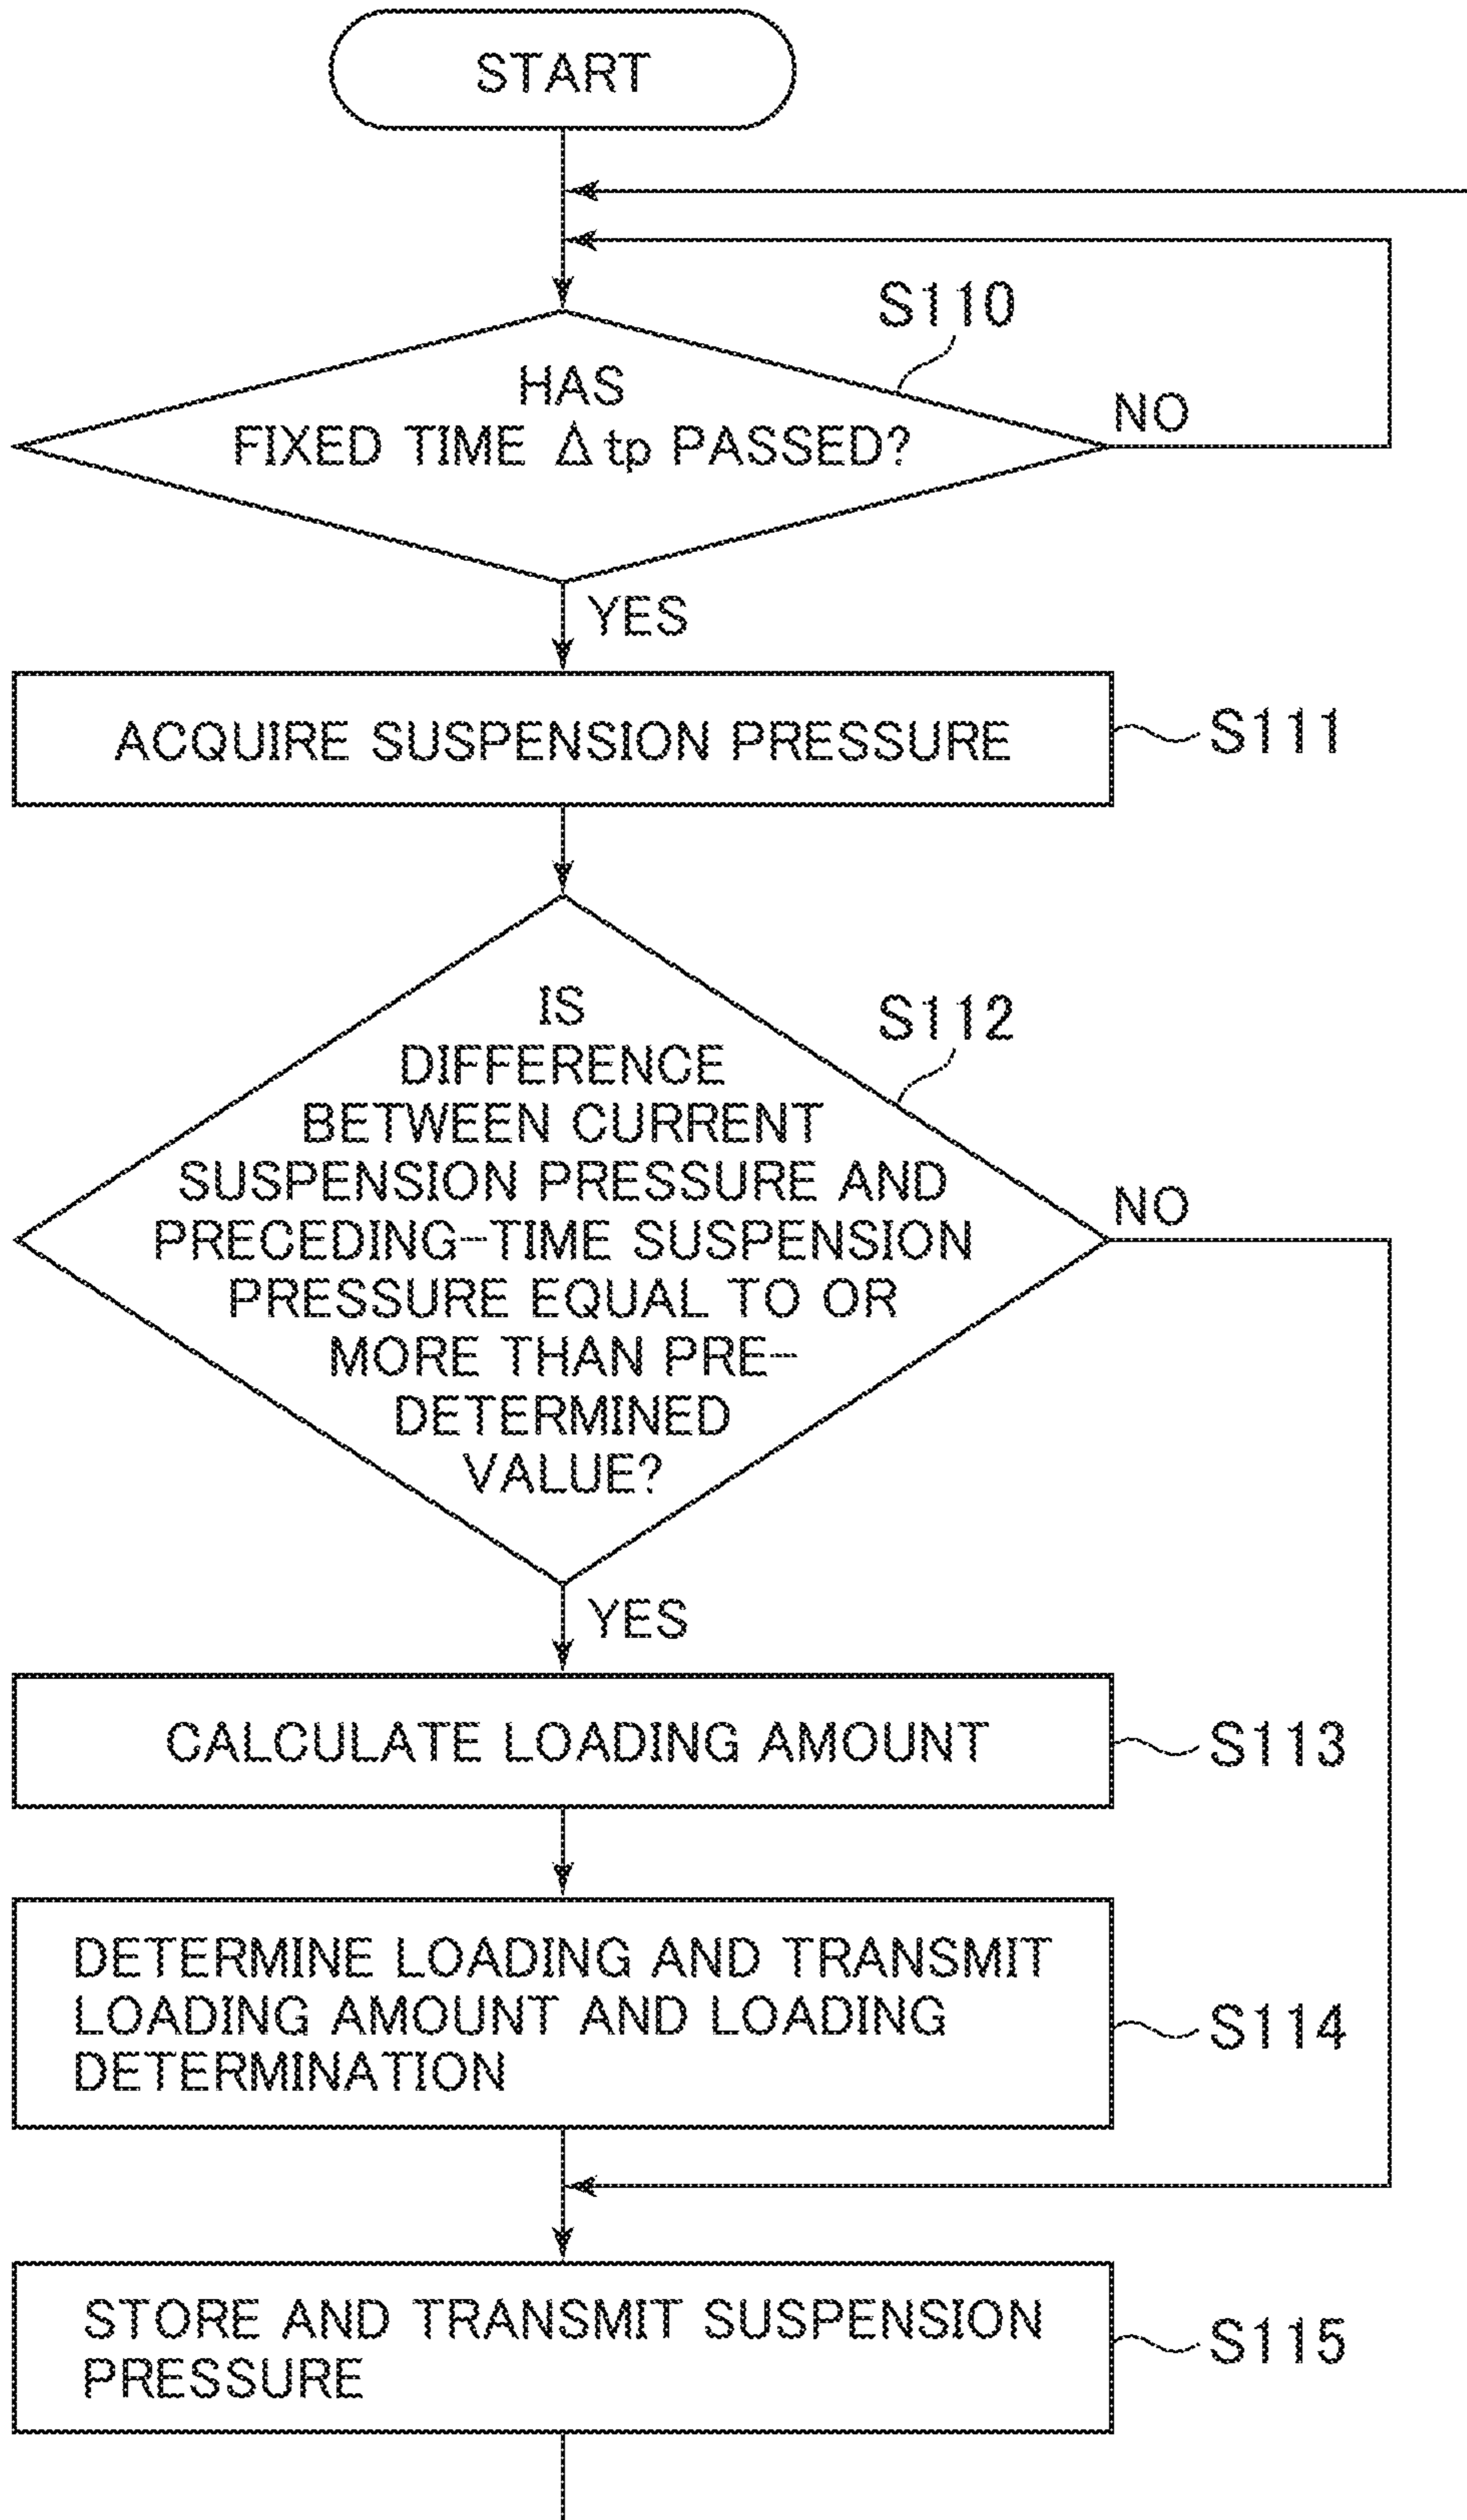 START
S110
HAS
FIXED TIME Δtp PASSED?
NO
YES
ACQUIRE SUSPENSION PRESSURE
S111
S112
IS
DIFFERENCE
BETWEEN CURRENT
SUSPENSION PRESSURE AND
PRECEDING-TIME SUSPENSION
PRESSURE EQUAL TO OR
MORE THAN PRE-
DETERMINED
VALUE?
NO
YES
CALCULATE LOADING AMOUNT
S113
DETERMINE LOADING AND TRANSMIT
LOADING AMOUNT AND LOADING
DETERMINATION
S114
STORE AND TRANSMIT SUSPENSION
PRESSURE
S115